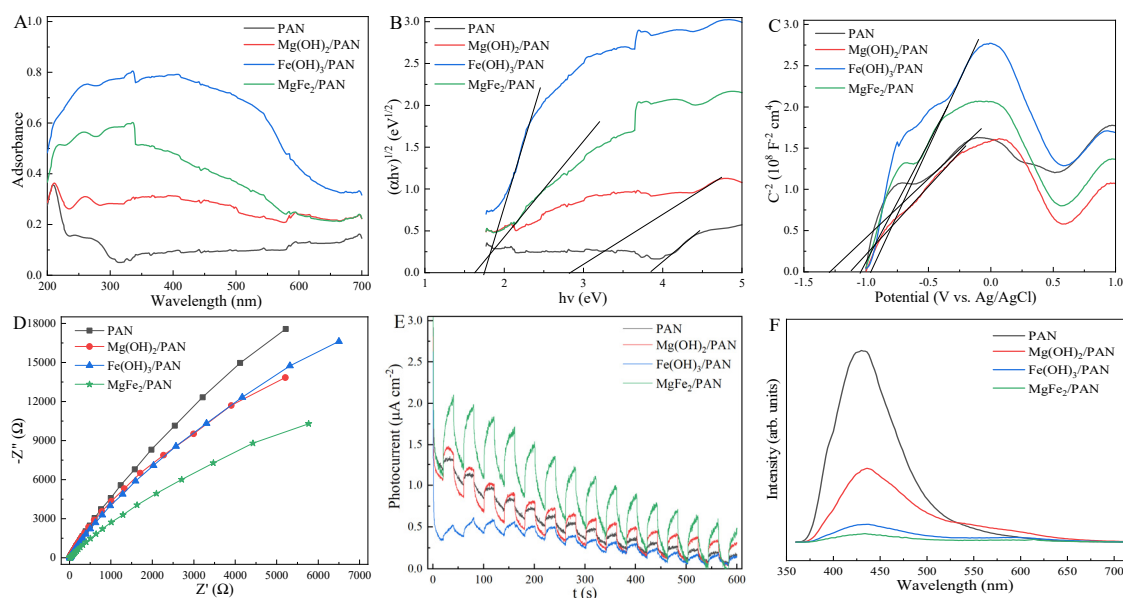 A
PAN
Mg(OH)₂/PAN
Fe(OH)₃/PAN
MgFe₂/PAN
Adsorbance
0.8
0.6
0.4
0.2
0.0
200 300 400 500 600 700
Wavelength (nm)
B
PAN
Mg(OH)₂/PAN
Fe(OH)₃/PAN
MgFe₂/PAN
(αhν)^1/2 (eV^1/2)
3.0
2.5
2.0
1.5
1.0
0.5
0.0
1 2 3 4 5
hν (eV)
C
PAN
Mg(OH)₂/PAN
Fe(OH)₃/PAN
MgFe₂/PAN
C⁻² (10⁸ F⁻² cm⁴)
3.0
2.5
2.0
1.5
1.0
0.5
0.0
-1.5 -1.0 -0.5 0.0 0.5 1.0
Potential (V vs. Ag/AgCl)
D
PAN
Mg(OH)₂/PAN
Fe(OH)₃/PAN
MgFe₂/PAN
-Z'' (Ω)
18000
15000
12000
9000
6000
3000
0
0 1000 2000 3000 4000 5000 6000 7000
Z' (Ω)
E
PAN
Mg(OH)₂/PAN
Fe(OH)₃/PAN
MgFe₂/PAN
Photocurrent (μA cm⁻²)
3.0
2.5
2.0
1.5
1.0
0.5
0.0
0 100 200 300 400 500 600
t (s)
F
PAN
Mg(OH)₂/PAN
Fe(OH)₃/PAN
MgFe₂/PAN
Intensity (arb. units)
350 400 450 500 550 600 650 700
Wavelength (nm)